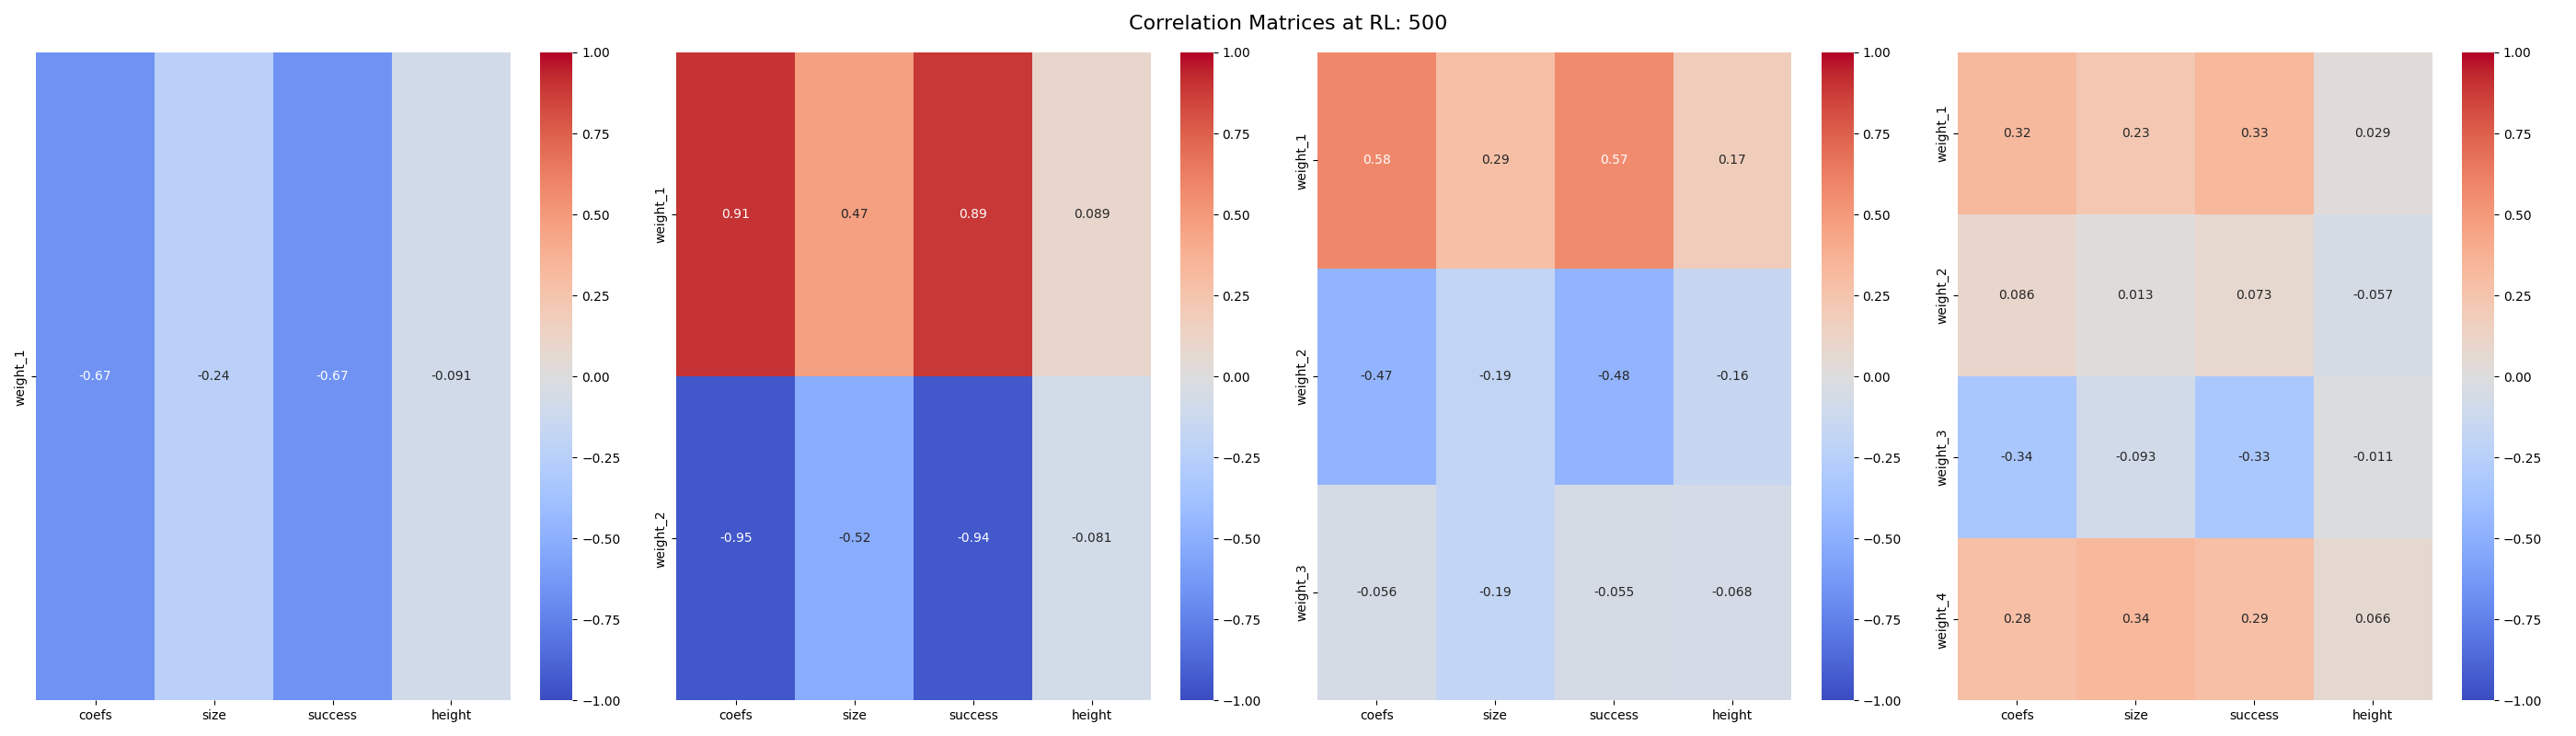 Correlation Matrices at RL: 500
weight_1
-0.67 -0.24 -0.67 -0.091
coefs size success height
1.00
0.75
0.50
0.25
0.00
−0.25
−0.50
−0.75
−1.00
weight_1
0.91 0.47 0.89 0.089
weight_2
-0.95 -0.52 -0.94 -0.081
coefs size success height
1.00
0.75
0.50
0.25
0.00
−0.25
−0.50
−0.75
−1.00
weight_1
0.58 0.29 0.57 0.17
weight_2
-0.47 -0.19 -0.48 -0.16
weight_3
-0.056 -0.19 -0.055 -0.068
coefs size success height
1.00
0.75
0.50
0.25
0.00
−0.25
−0.50
−0.75
−1.00
weight_1
0.32 0.23 0.33 0.029
weight_2
0.086 0.013 0.073 -0.057
weight_3
-0.34 -0.093 -0.33 -0.011
weight_4
0.28 0.34 0.29 0.066
coefs size success height
1.00
0.75
0.50
0.25
0.00
−0.25
−0.50
−0.75
−1.00